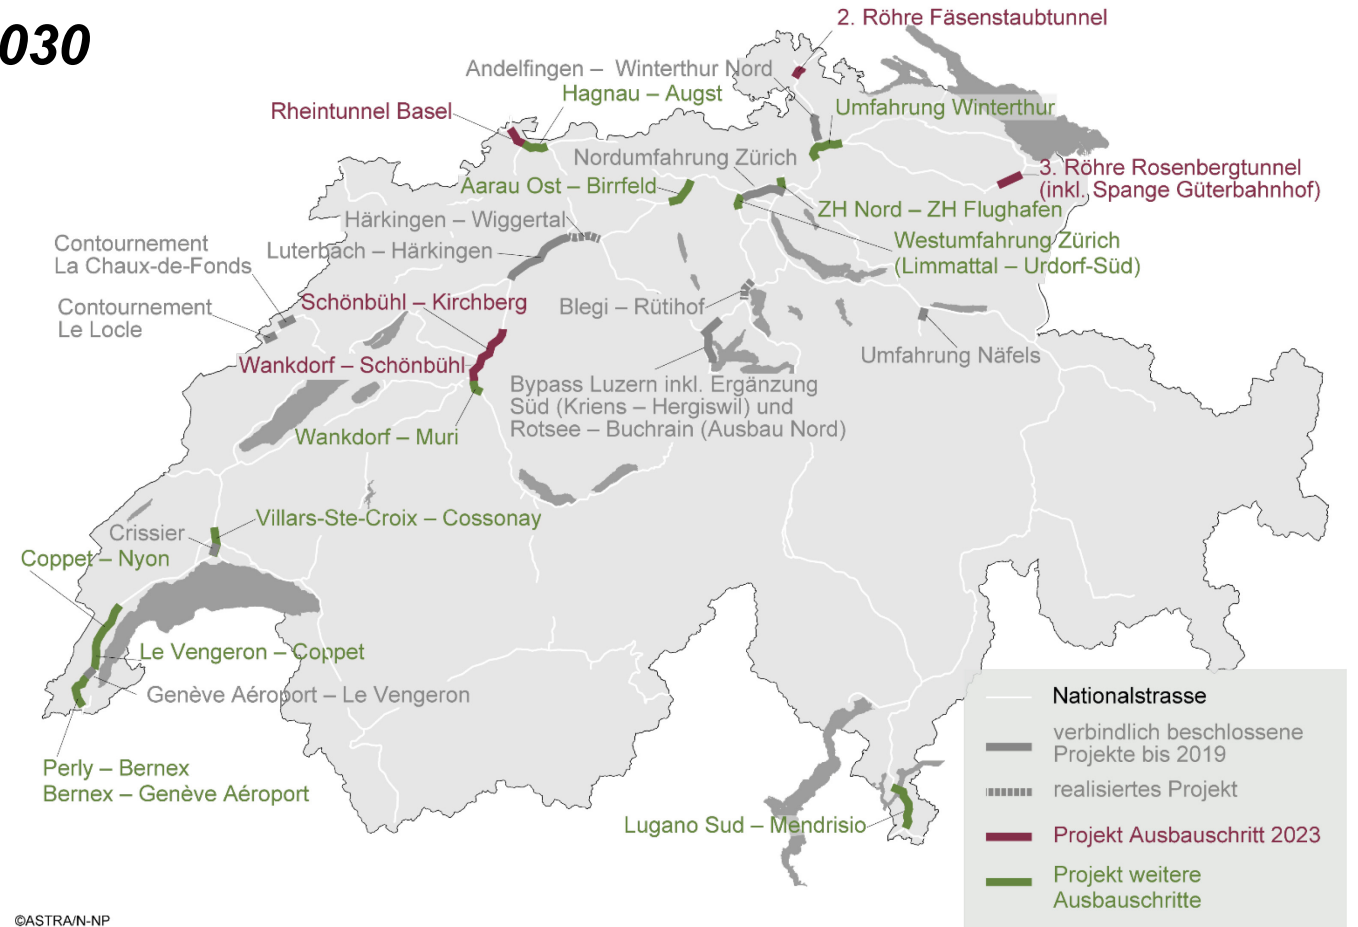 030
2. Röhre Fäsenstaubtunnel
Andelfingen – Winterthur Nord
Hagnau – Augst
Rheintunnel Basel
Umfahrung Winterthur
Nordumfahrung Zürich
3. Röhre Rosenbergtunnel
(inkl. Spange Güterbahnhof)
Aarau Ost – Birrfeld
ZH Nord – ZH Flughafen
Härkingen – Wiggertal
Westumfahrung Zürich
(Limmattal – Urdorf-Süd)
Contournement
La Chaux-de-Fonds
Luterbach – Härkingen
Schönbühl – Kirchberg
Blegi – Rütihof
Contournement
Le Locle
Umfahrung Näfels
Wankdorf – Schönbühl
Bypass Luzern inkl. Ergänzung
Süd (Kriens – Hergiswil) und
Rotsee – Buchrain (Ausbau Nord)
Wankdorf – Muri
Villars-Ste-Croix – Cossonay
Crissier
Coppet – Nyon
Le Vengeron – Coppet
Genève Aéroport – Le Vengeron
Perly – Bernex
Bernex – Genève Aéroport
Lugano Sud – Mendrisio
Nationalstrasse
verbindlich beschlossene
Projekte bis 2019
realisiertes Projekt
Projekt Ausbauschritt 2023
Projekt weitere
Ausbauschritte
©ASTRA/N-NP